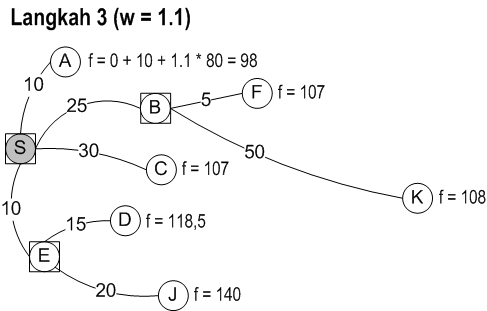 Langkah 3 (w = 1.1)
A f = 0 + 10 + 1.1 * 80 = 98
10
25
B
5
F f = 107
S
30
50
C f = 107
K f = 108
10
15
D f = 118,5
E
20
J f = 140